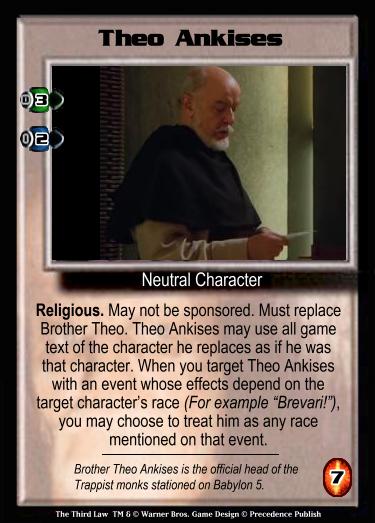 Theo Ankises
3
2
Neutral Character
Religious. May not be sponsored. Must replace
Brother Theo. Theo Ankises may use all game
text of the character he replaces as if he was
that character. When you target Theo Ankises
with an event whose effects depend on the
target character's race (For example "Brevari!"),
you may choose to treat him as any race
mentioned on that event.
Brother Theo Ankises is the official head of the
Trappist monks stationed on Babylon 5.
7
The Third Law TM & © Warner Bros. Game Design © Precedence Publish